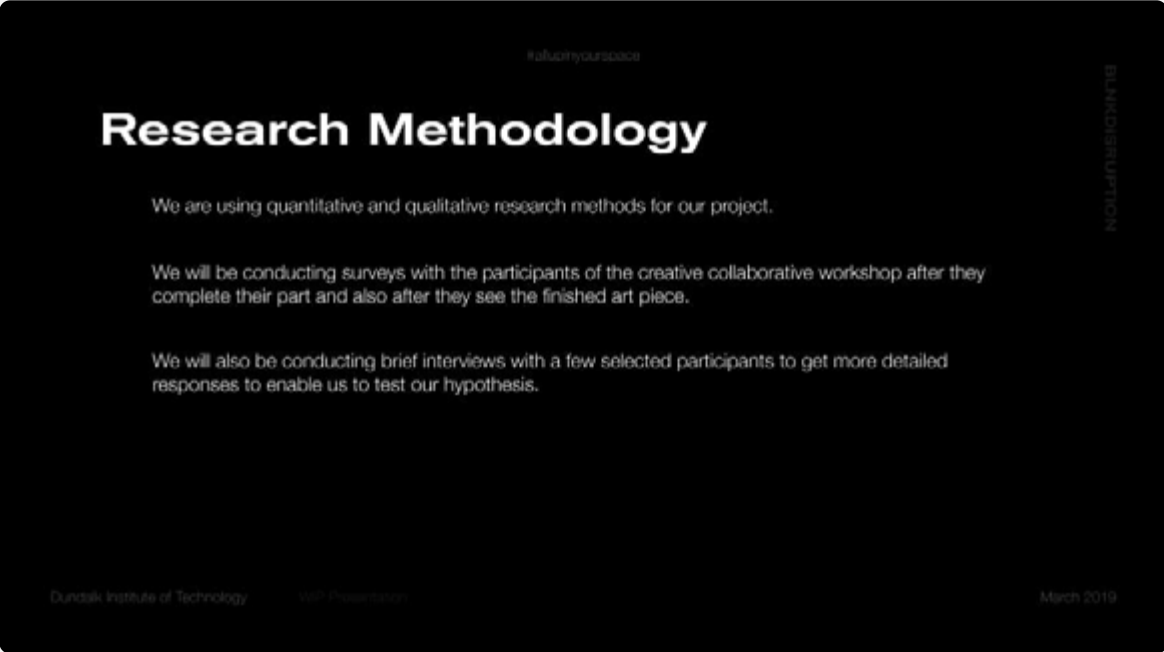 #allupinyourspace
BLNKDISRUPTION
Research Methodology
We are using quantitative and qualitative research methods for our project.
We will be conducting surveys with the participants of the creative collaborative workshop after they
complete their part and also after they see the finished art piece.
We will also be conducting brief interviews with a few selected participants to get more detailed
responses to enable us to test our hypothesis.
Dundalk Institute of Technology
WIP Presentation
March 2019